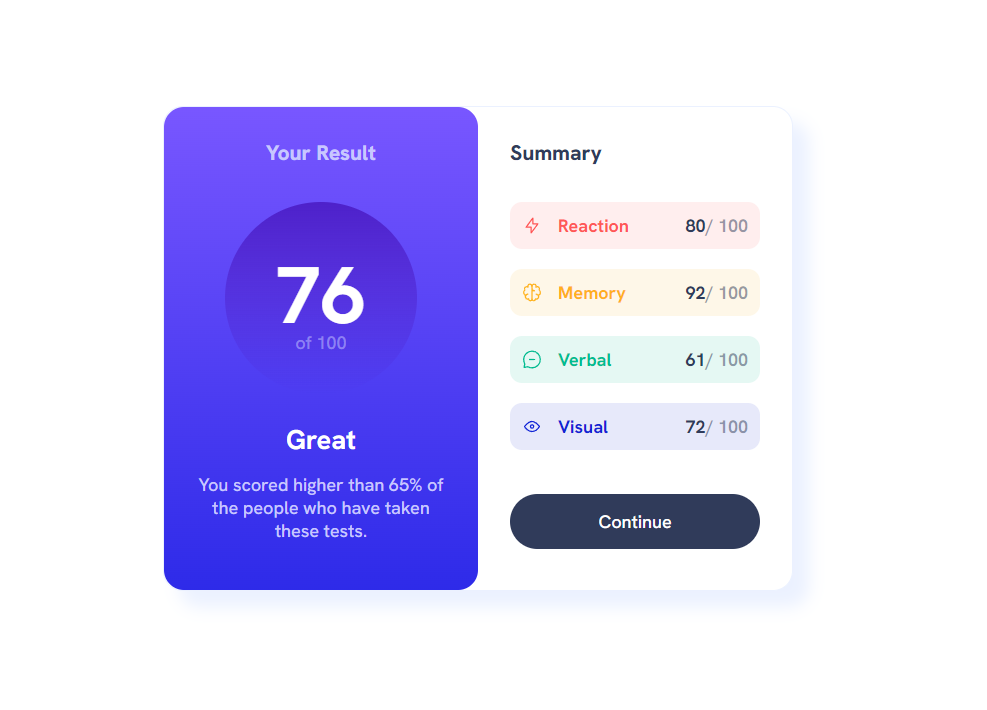 Your Result
76
of 100
Great
You scored higher than 65% of
the people who have taken
these tests.
Summary
Reaction 80/ 100
Memory 92/ 100
Verbal 61/ 100
Visual 72/ 100
Continue